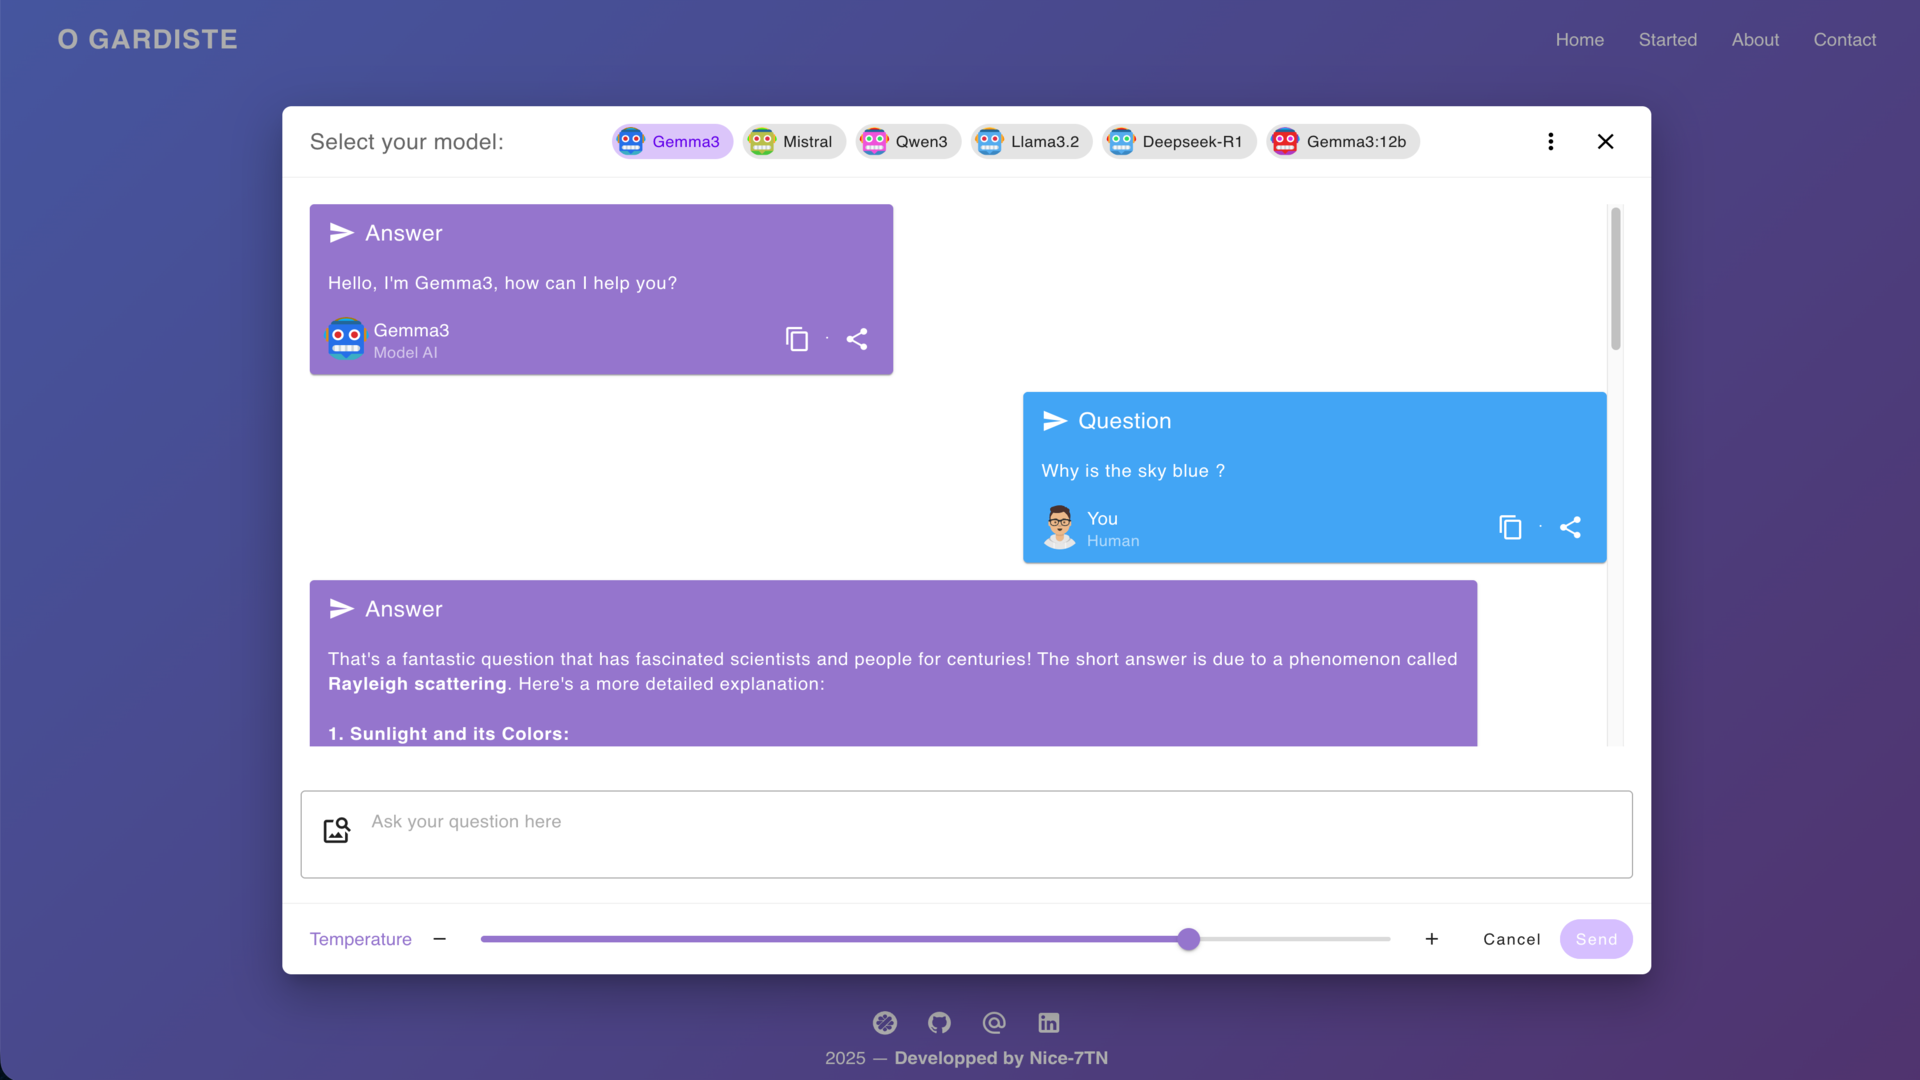 O GARDISTE
Home Started About Contact
Select your model:
Gemma3 Mistral Qwen3 Llama3.2 Deepseek-R1 Gemma3:12b
Answer
Hello, I'm Gemma3, how can I help you?
Gemma3
Model AI
Question
Why is the sky blue ?
You
Human
Answer
That's a fantastic question that has fascinated scientists and people for centuries! The short answer is due to a phenomenon called
Rayleigh scattering. Here's a more detailed explanation:
1. Sunlight and its Colors:
Ask your question here
Temperature
Cancel Send
2025 — Developped by Nice-7TN